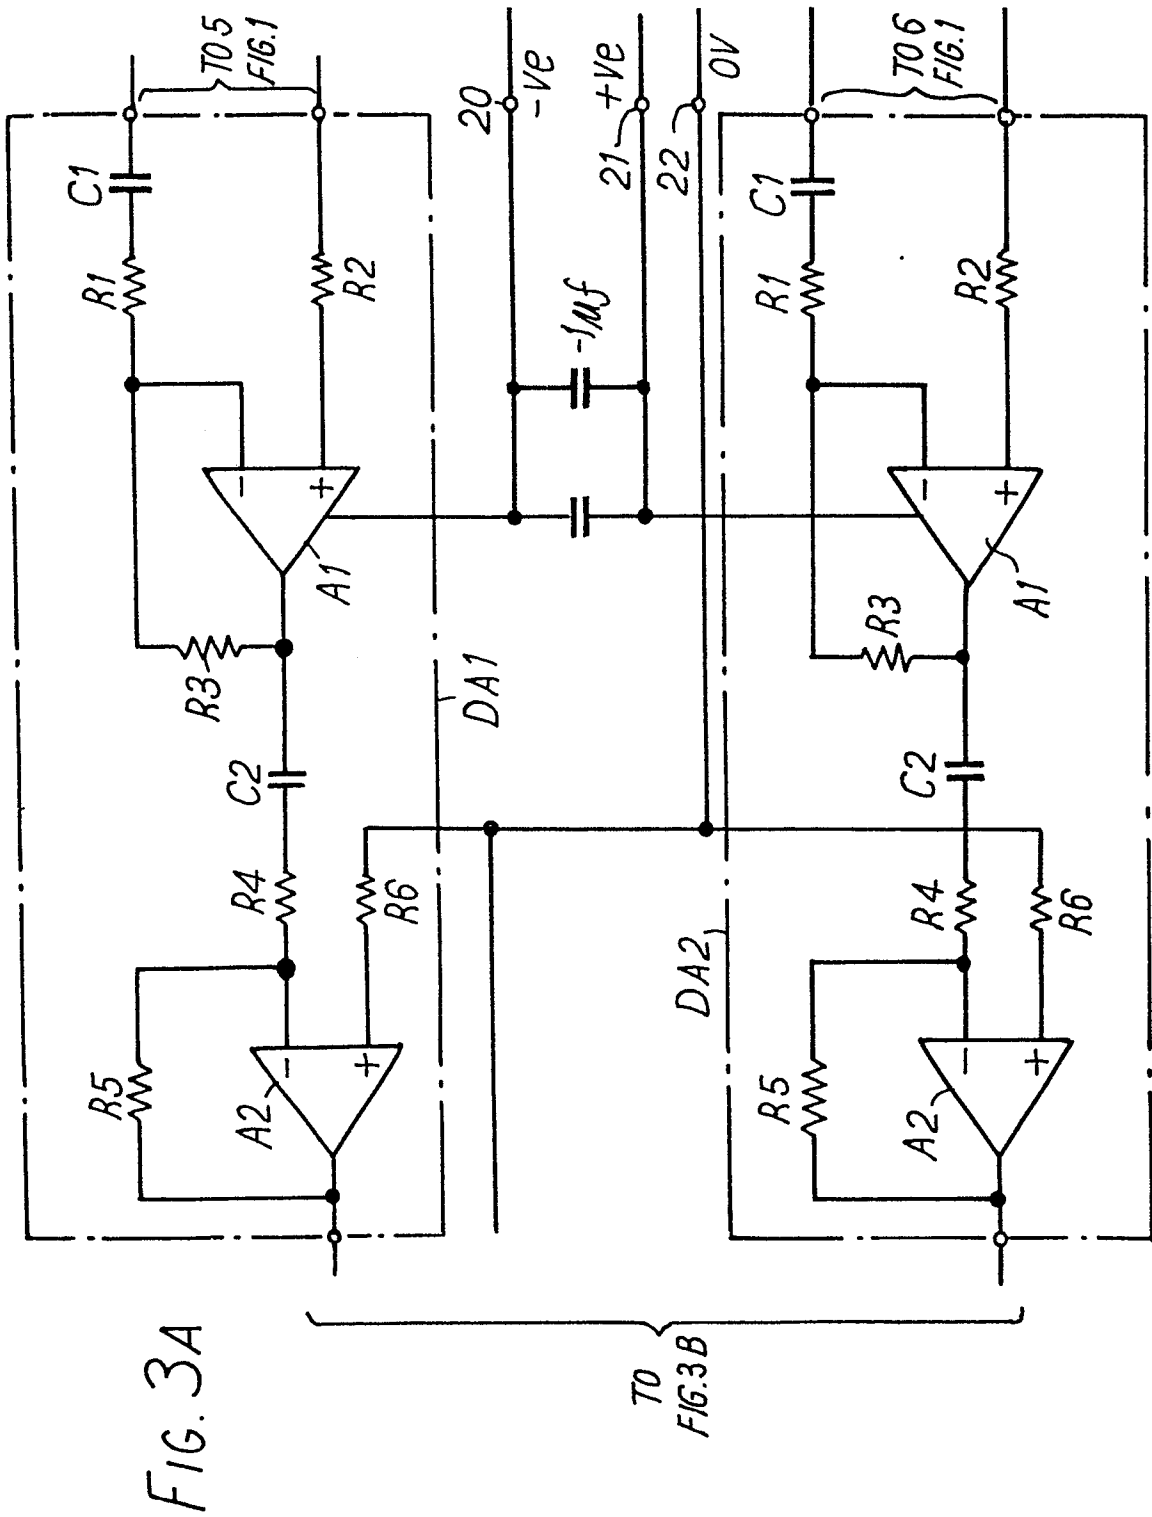 TO 5
FIG.1
20
-Ve
21
+Ve
22
0V
TO 6
FIG.1
C1
R1
R2
-1µf
C1
R1
R2
-
+
A1
R3
-
+
A1
R3
DA1
C2
C2
R4
R6
DA2
R4
R6
R5
A2
-
+
R5
A2
-
+
TO
FIG.3B
FIG. 3A